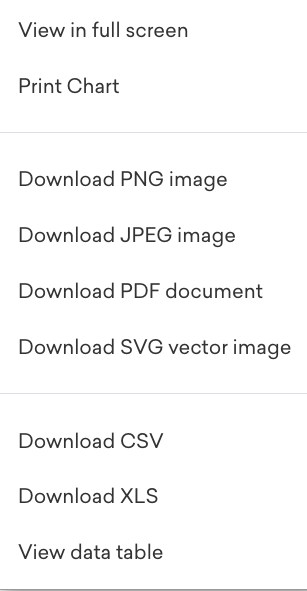 View in full screen
Print Chart
Download PNG image
Download JPEG image
Download PDF document
Download SVG vector image
Download CSV
Download XLS
View data table